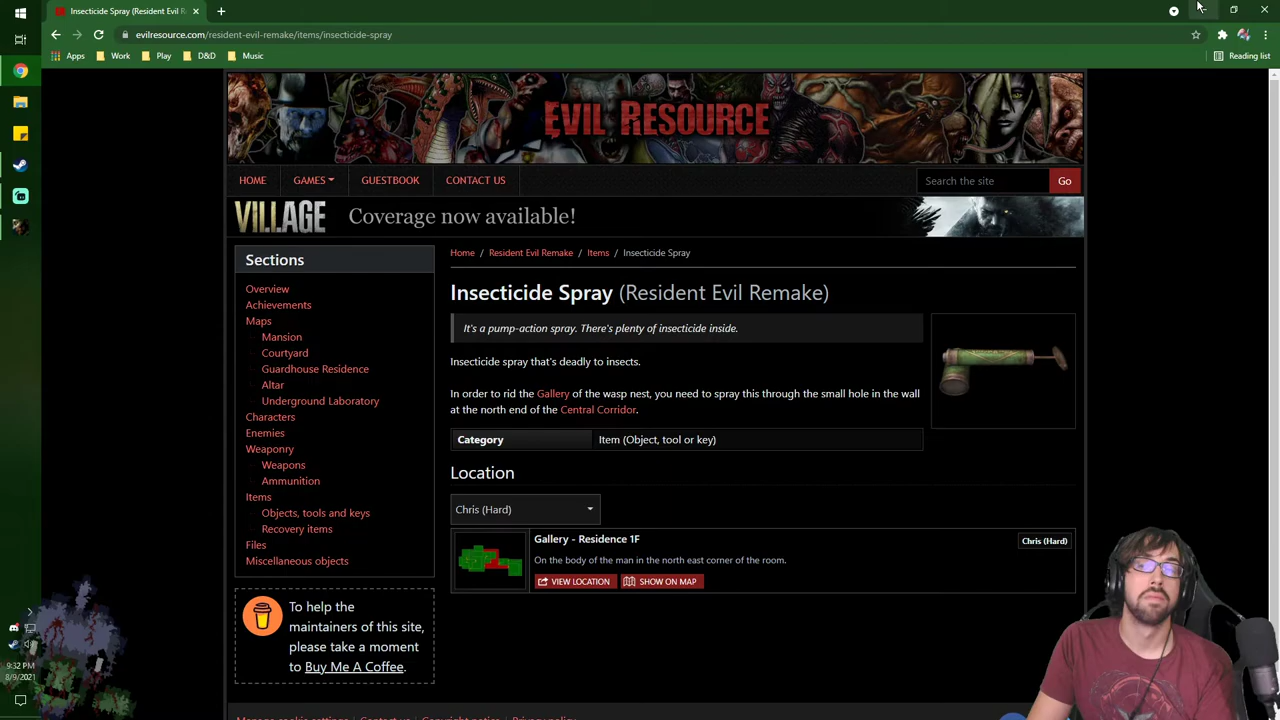 Insecticide Spray (Resident Evil R
evilresource.com/resident-evil-remake/items/insecticide-spray
Apps Work Play D&D Music Reading list
EVIL RESOURCE
HOME GAMES GUESTBOOK CONTACT US Search the site Go
VILLAGE Coverage now available!
Sections
Overview
Achievements
Maps
Mansion
Courtyard
Guardhouse Residence
Altar
Underground Laboratory
Characters
Enemies
Weaponry
Weapons
Ammunition
Items
Objects, tools and keys
Recovery items
Files
Miscellaneous objects
To help the
maintainers of this site,
please take a moment
to Buy Me A Coffee.
Home / Resident Evil Remake / Items / Insecticide Spray
Insecticide Spray (Resident Evil Remake)
It's a pump-action spray. There's plenty of insecticide inside.
Insecticide spray that's deadly to insects.
In order to rid the Gallery of the wasp nest, you need to spray this through the small hole in the wall
at the north end of the Central Corridor.
Category Item (Object, tool or key)
Location
Chris (Hard)
Gallery - Residence 1F Chris (Hard)
On the body of the man in the north east corner of the room.
VIEW LOCATION SHOW ON MAP
9:32 PM
8/9/2021